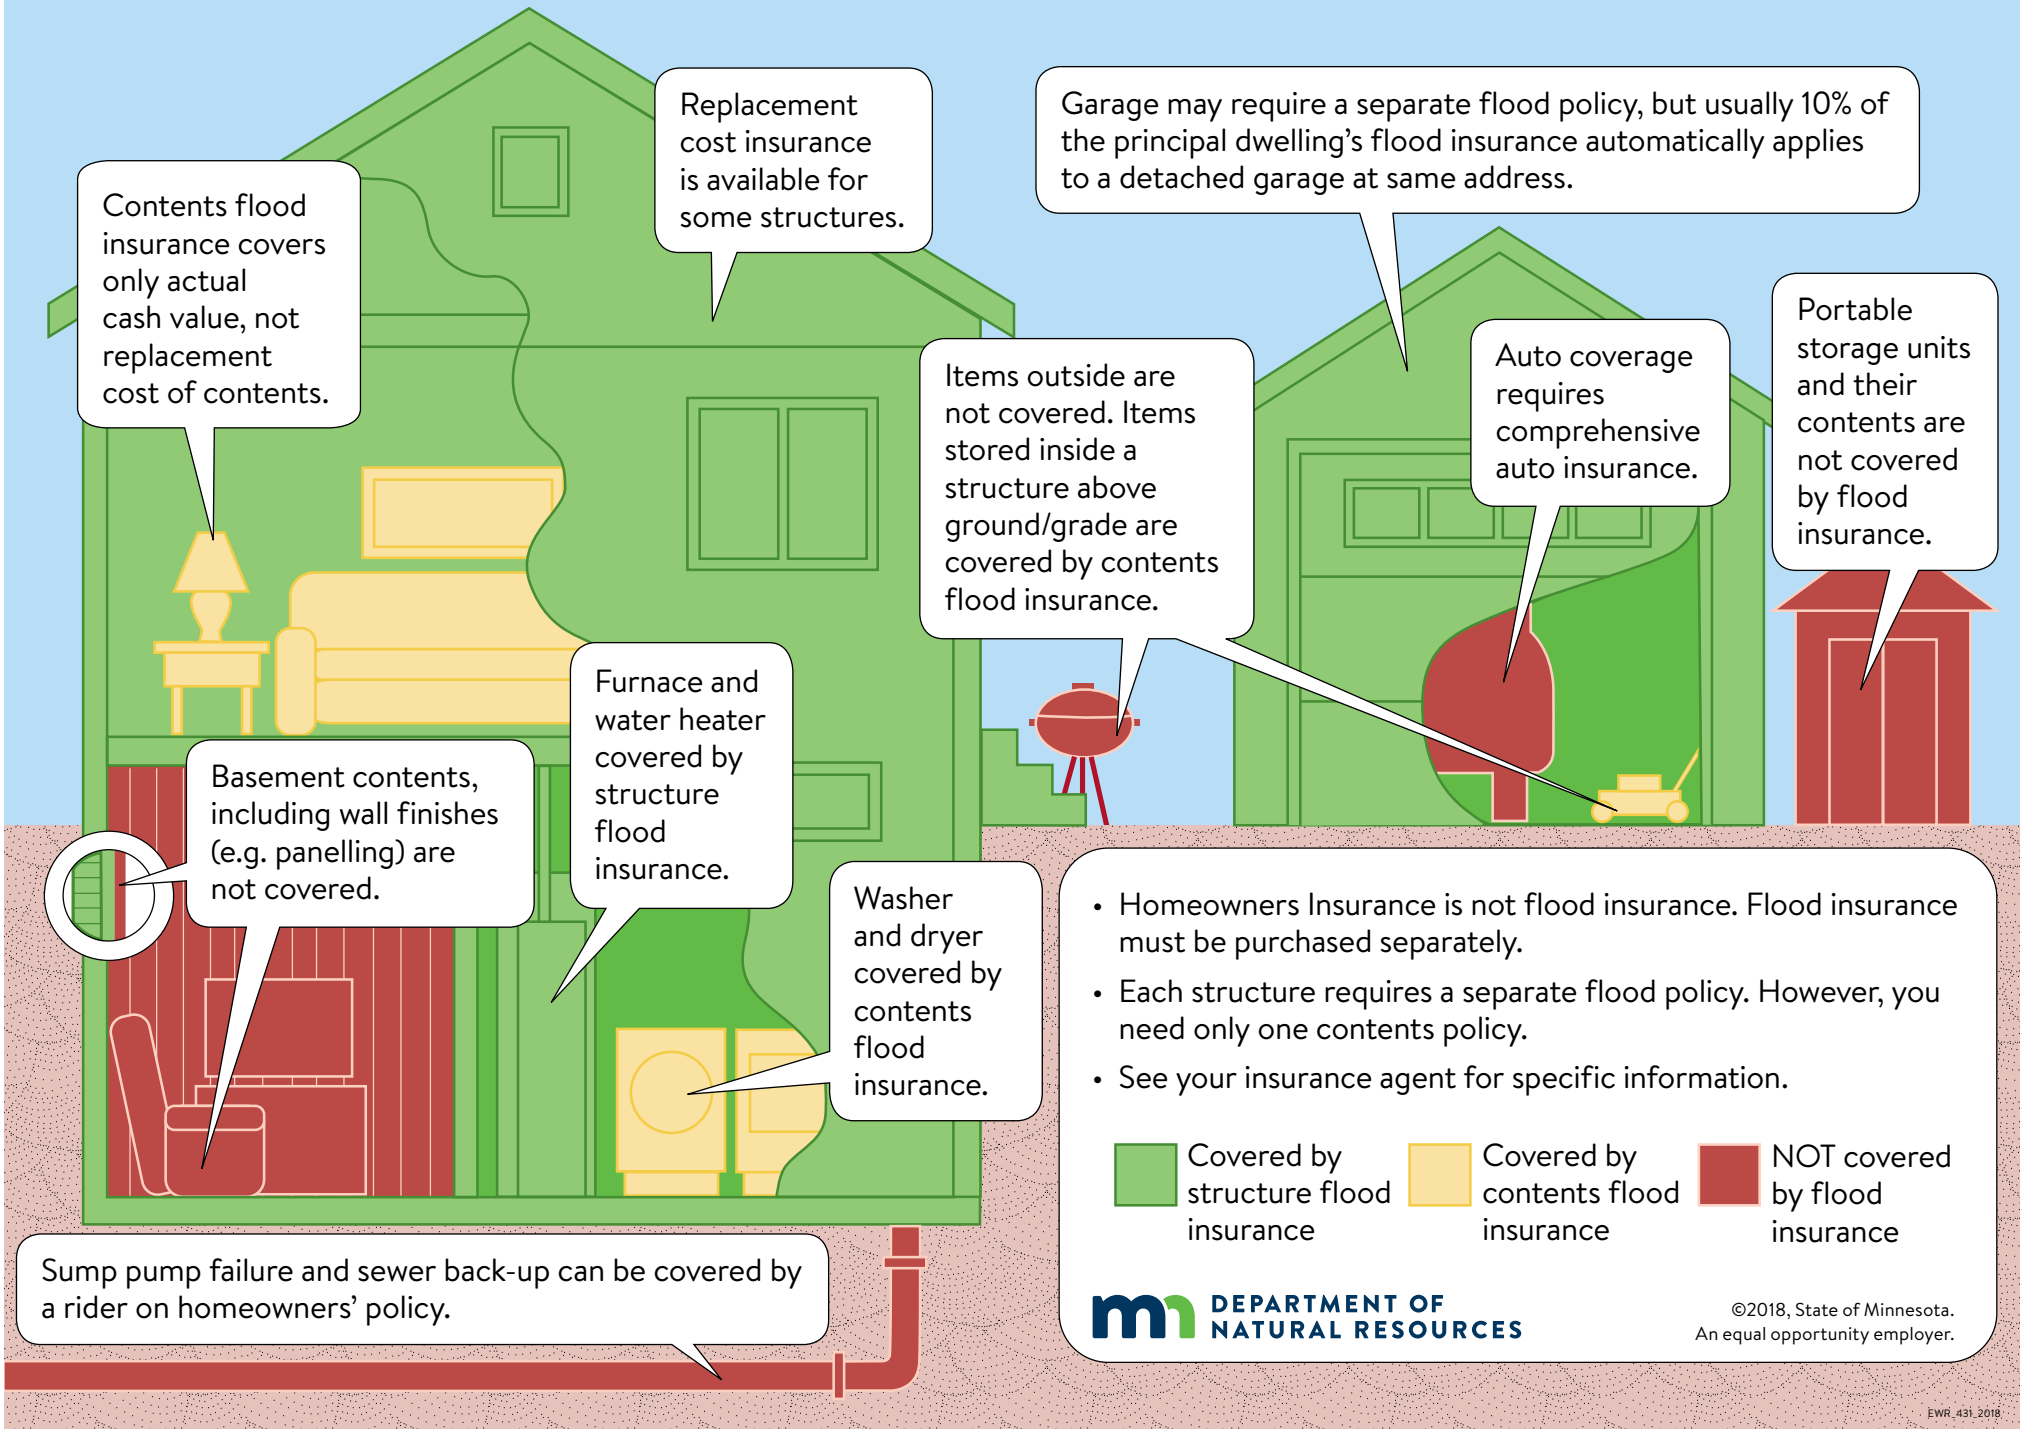 Replacement
cost insurance
is available for
some structures.
Garage may require a separate flood policy, but usually 10% of
the principal dwelling's flood insurance automatically applies
to a detached garage at same address.
Contents flood
insurance covers
only actual
cash value, not
replacement
cost of contents.
Portable
storage units
and their
contents are
not covered
by flood
insurance.
Auto coverage
requires
comprehensive
auto insurance.
Items outside are
not covered. Items
stored inside a
structure above
ground/grade are
covered by contents
flood insurance.
Furnace and
water heater
covered by
structure
flood
insurance.
Basement contents,
including wall finishes
(e.g. panelling) are
not covered.
Washer
and dryer
covered by
contents
flood
insurance.
• Homeowners Insurance is not flood insurance. Flood insurance
must be purchased separately.
• Each structure requires a separate flood policy. However, you
need only one contents policy.
• See your insurance agent for specific information.
Covered by
structure flood
insurance
Covered by
contents flood
insurance
NOT covered
by flood
insurance
Sump pump failure and sewer back-up can be covered by
a rider on homeowners' policy.
mn DEPARTMENT OF
NATURAL RESOURCES
©2018, State of Minnesota.
An equal opportunity employer.
EWR_431_2018